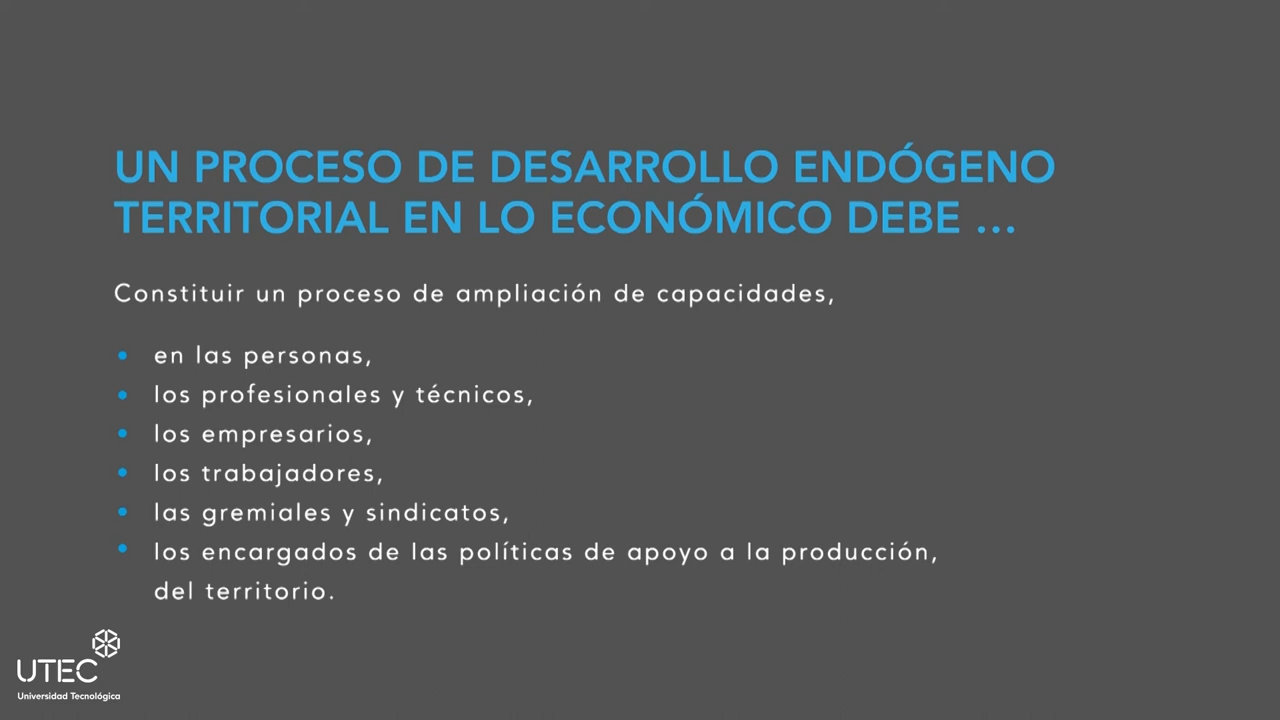 UN PROCESO DE DESARROLLO ENDÓGENO
TERRITORIAL EN LO ECONÓMICO DEBE ...
Constituir un proceso de ampliación de capacidades,
• en las personas,
• los profesionales y técnicos,
• los empresarios,
• los trabajadores,
• las gremiales y sindicatos,
• los encargados de las políticas de apoyo a la producción,
del territorio.
UTEC
Universidad Tecnológica